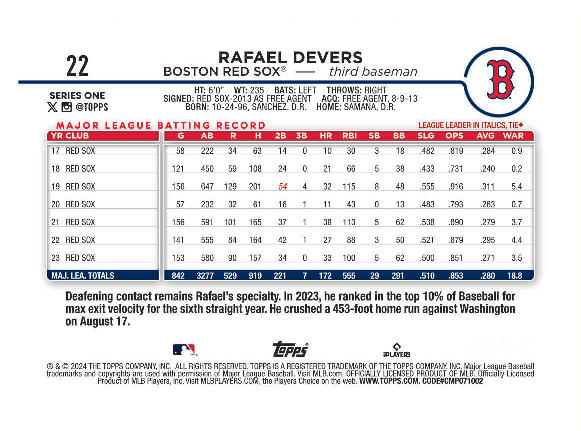 22
RAFAEL DEVERS
BOSTON RED SOX® — third baseman
B
SERIES ONE
@TOPPS
HT: 6'0" WT: 235 BATS: LEFT THROWS: RIGHT
SIGNED: RED SOX-2013 AS FREE AGENT ACQ: FREE AGENT, 8-9-13
BORN: 10-24-96, SANCHEZ, D.R. HOME: SAMANA, D.R.
MAJOR LEAGUE BATTING RECORD LEAGUE LEADER IN ITALICS, TIE♦
YR CLUB G AB R H 2B 3B HR RBI SB BB SLG OPS AVG WAR
17 RED SOX 58 222 34 63 14 0 10 30 3 18 .482 .819 .284 0.9
18 RED SOX 121 450 59 108 24 0 21 66 5 38 .433 .731 .240 0.2
19 RED SOX 156 647 129 201 54 4 32 115 8 48 .555 .916 .311 5.4
20 RED SOX 57 232 32 61 16 1 11 43 0 13 .483 .793 .263 0.7
21 RED SOX 156 591 101 165 37 1 38 113 5 62 .538 .890 .279 3.7
22 RED SOX 141 555 84 164 42 1 27 88 3 50 .521 .879 .295 4.4
23 RED SOX 153 580 90 157 34 0 33 100 5 62 .500 .851 .271 3.5
MAJ. LEA. TOTALS 842 3277 529 919 221 7 172 555 29 291 .510 .853 .280 18.8
Deafening contact remains Rafael's specialty. In 2023, he ranked in the top 10% of Baseball for
max exit velocity for the sixth straight year. He crushed a 453-foot home run against Washington
on August 17.
Topps
PLAYERS
® & © 2024 THE TOPPS COMPANY, INC. ALL RIGHTS RESERVED. TOPPS IS A REGISTERED TRADEMARK OF THE TOPPS COMPANY, INC. Major League Baseball
trademarks and copyrights are used with permission of Major League Baseball. Visit MLB.com. OFFICIALLY LICENSED PRODUCT OF MLB. Officially Licensed
Product of MLB Players, Inc. Visit MLBPLAYERS.COM, the Players Choice on the web. WWW.TOPPS.COM. CODE#CMP071002